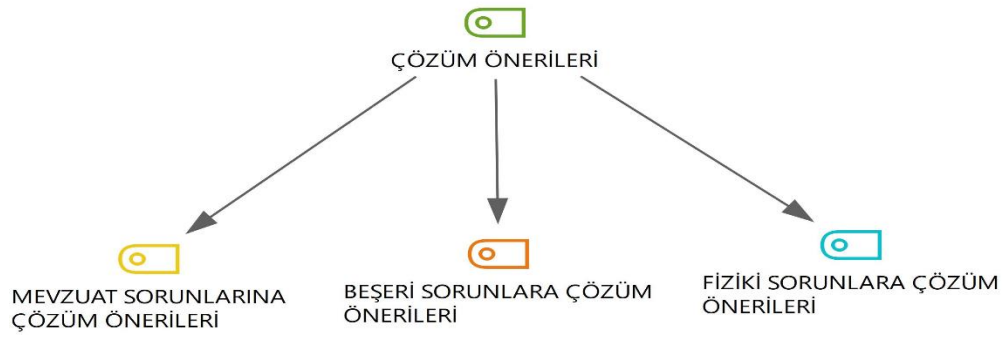 ÇÖZÜM ÖNERİLERİ
MEVZUAT SORUNLARINA
ÇÖZÜM ÖNERİLERİ
BEŞERİ SORUNLARA ÇÖZÜM
ÖNERİLERİ
FİZİKİ SORUNLARA ÇÖZÜM
ÖNERİLERİ